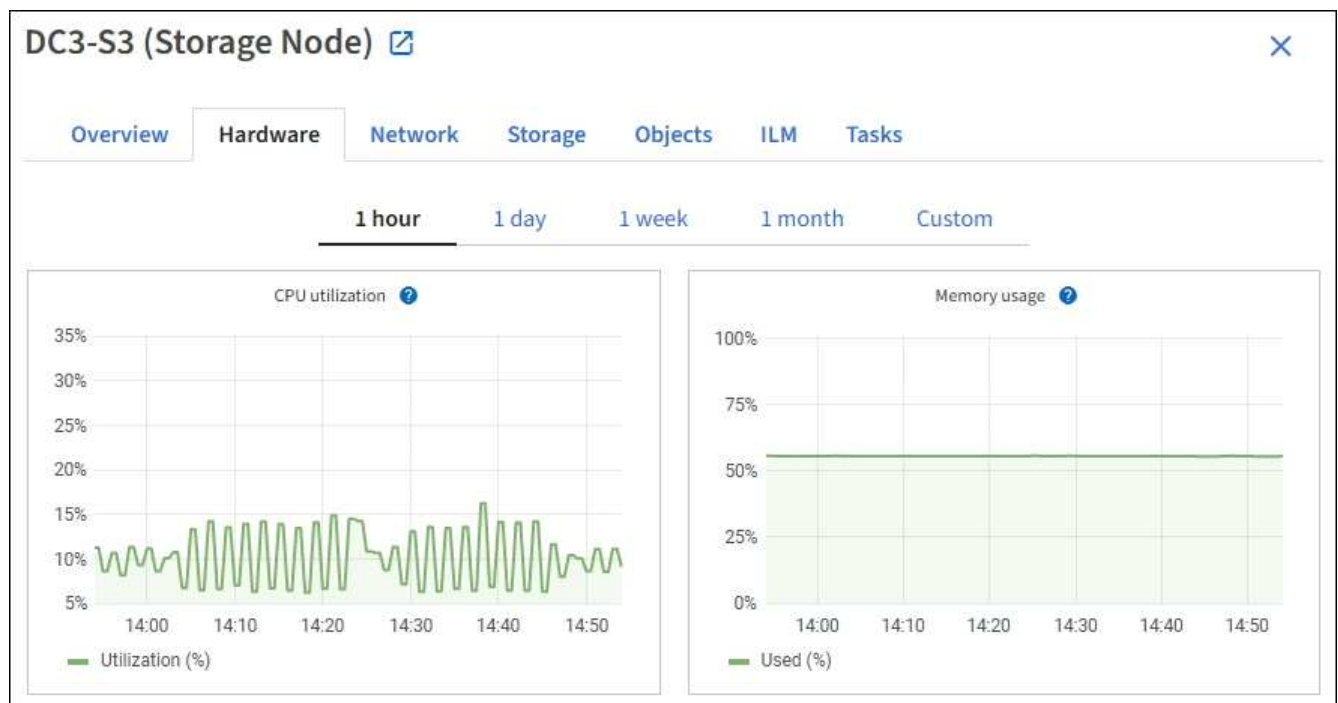 DC3-S3 (Storage Node)
Overview Hardware Network Storage Objects ILM Tasks
1 hour 1 day 1 week 1 month Custom
CPU utilization ?
35%
30%
25%
20%
15%
10%
5%
14:00 14:10 14:20 14:30 14:40 14:50
Utilization (%)
Memory usage ?
100%
75%
50%
25%
0%
14:00 14:10 14:20 14:30 14:40 14:50
Used (%)